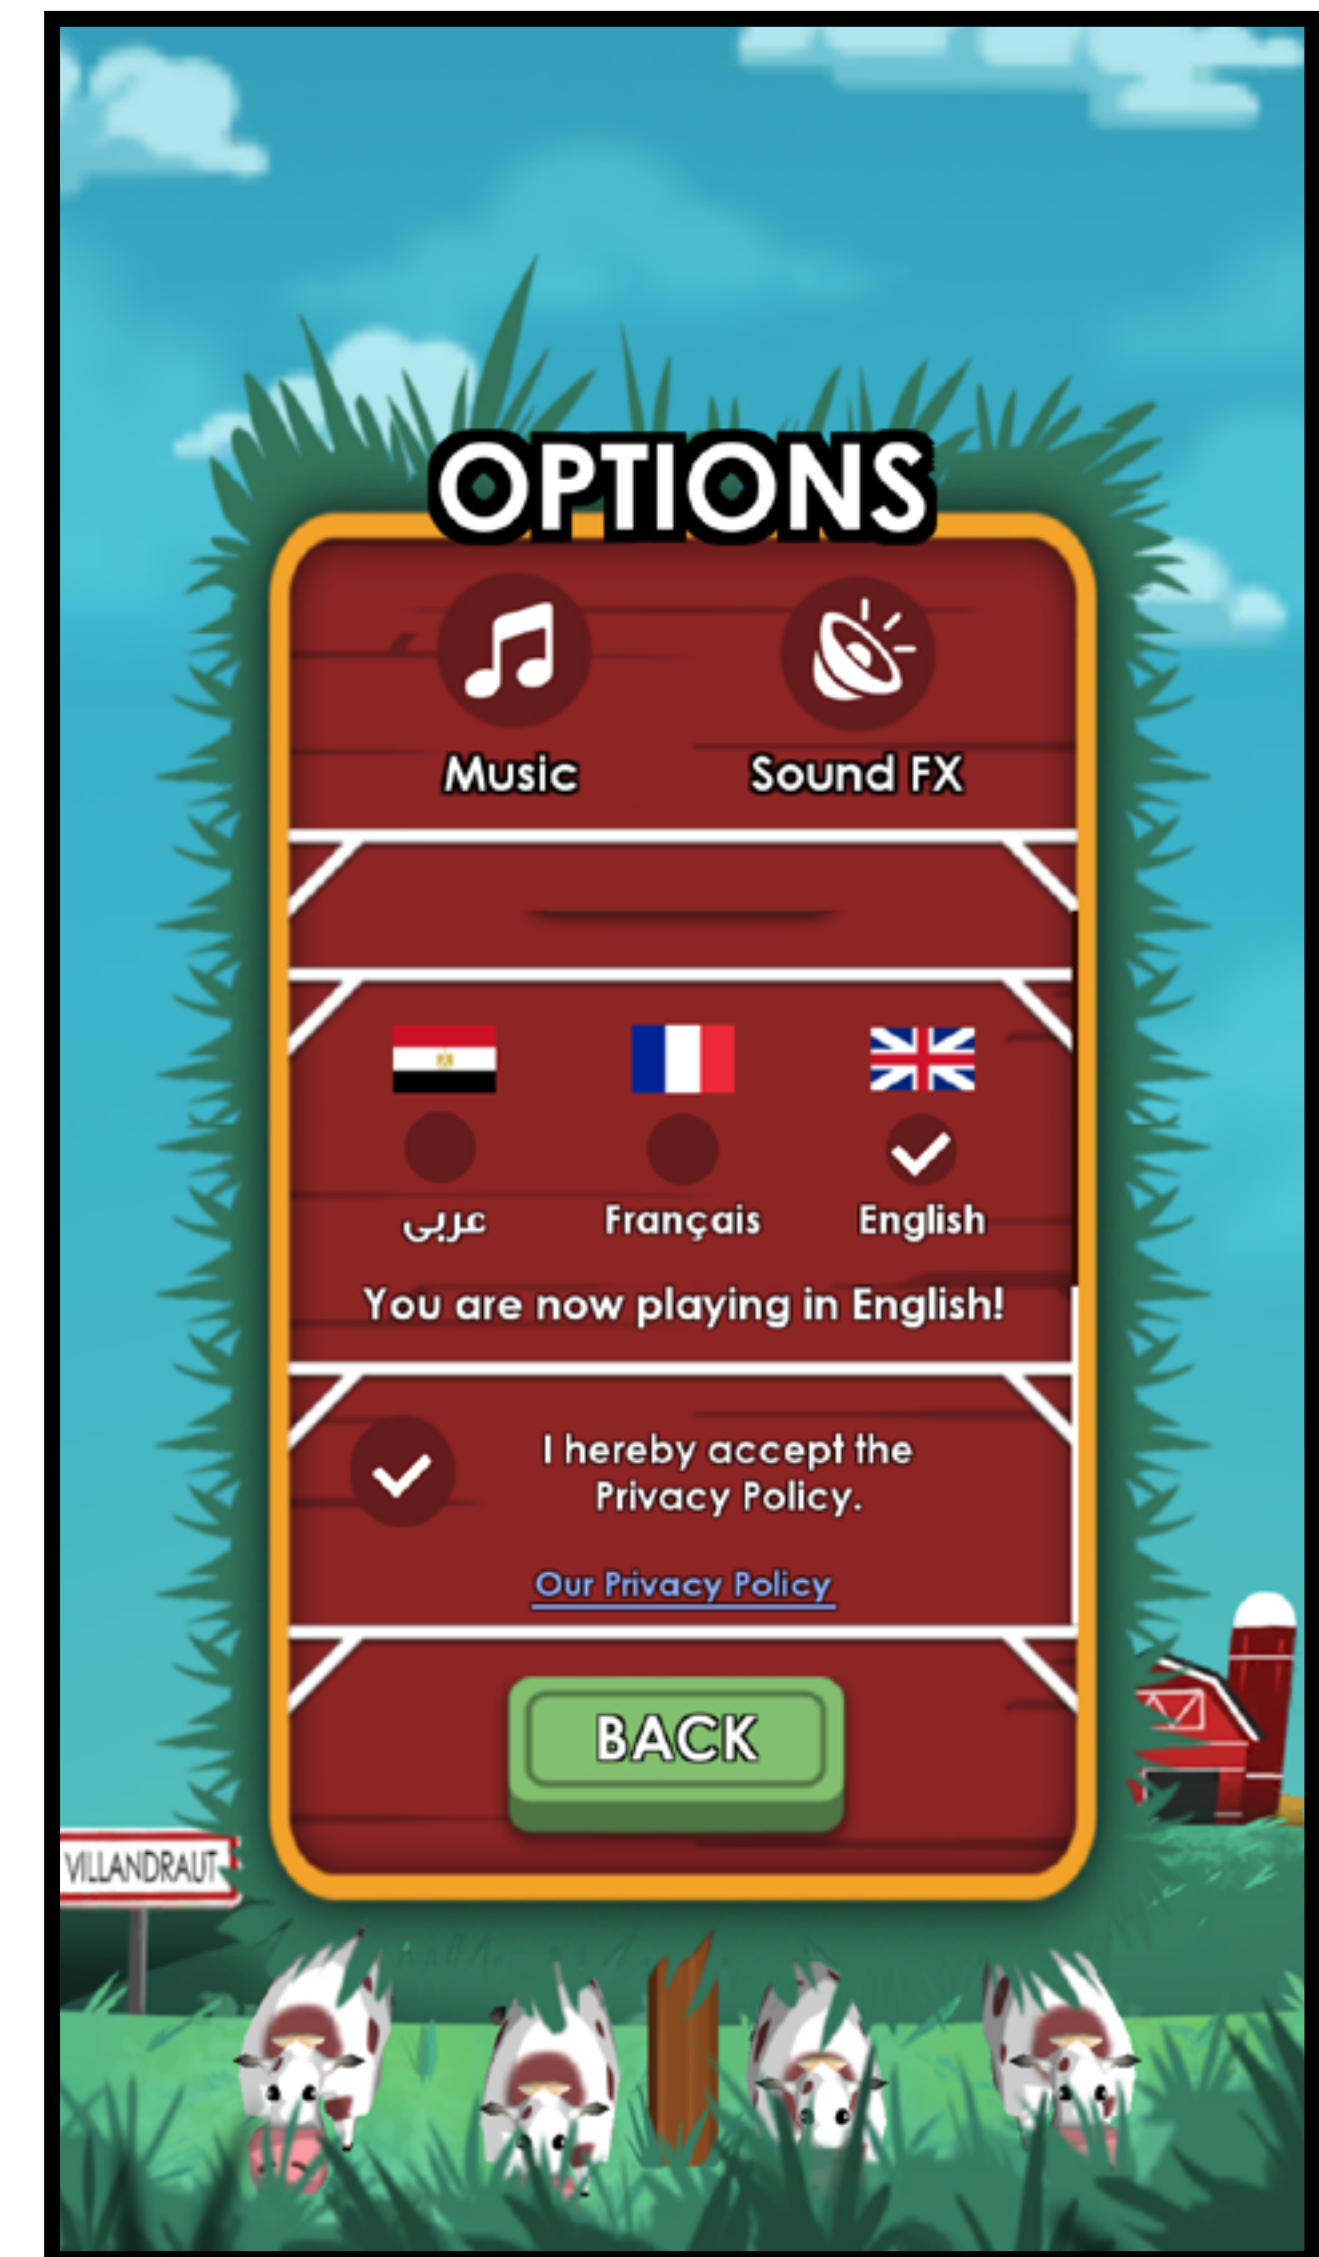 OPTIONS
Music
Sound FX
عربى
Français
English
You are now playing in English!
I hereby accept the
Privacy Policy.
Our Privacy Policy
BACK
VILLANDRAUT